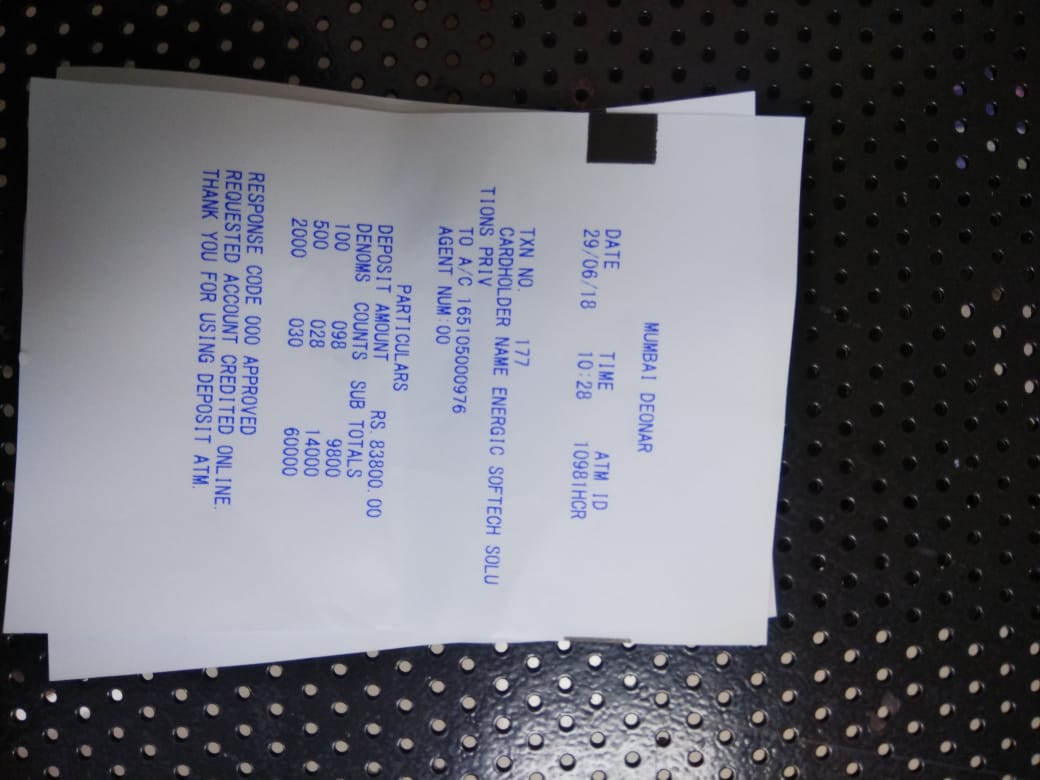 MUMBAI DEONAR
DATE TIME ATM ID
29/06/18 10:28 10981HCR
TXN NO. 177
CARDHOLDER NAME ENERGIC SOFTECH SOLU
TIONS PRIV
TO A/C 165105000976
AGENT NUM:00
PARTICULARS
DEPOSIT AMOUNT RS.83800.00
DENOMS COUNTS SUB TOTALS
100 098 9800
500 028 14000
2000 030 60000
RESPONSE CODE 000 APPROVED
REQUESTED ACCOUNT CREDITED ONLINE.
THANK YOU FOR USING DEPOSIT ATM.